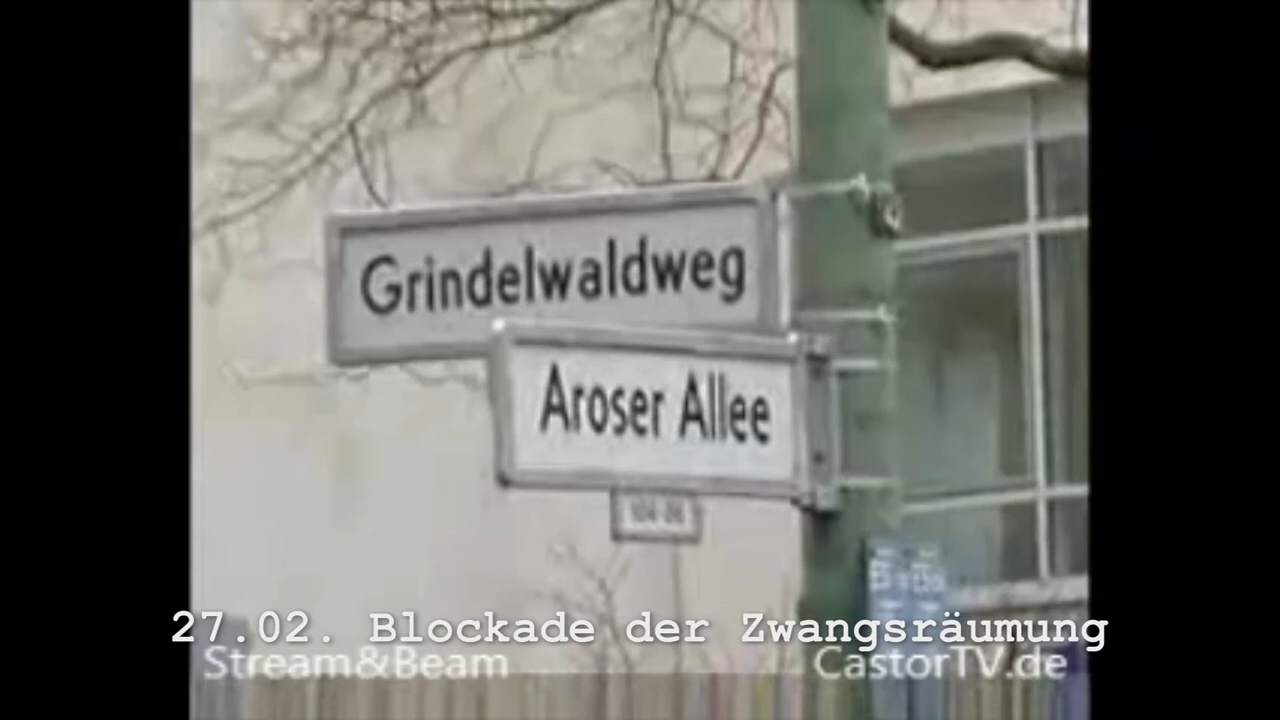 Grindelwaldweg
Aroser Allee
27.02. Blockade der Zwangsräumung
Stream&Beam
CastorTV.de